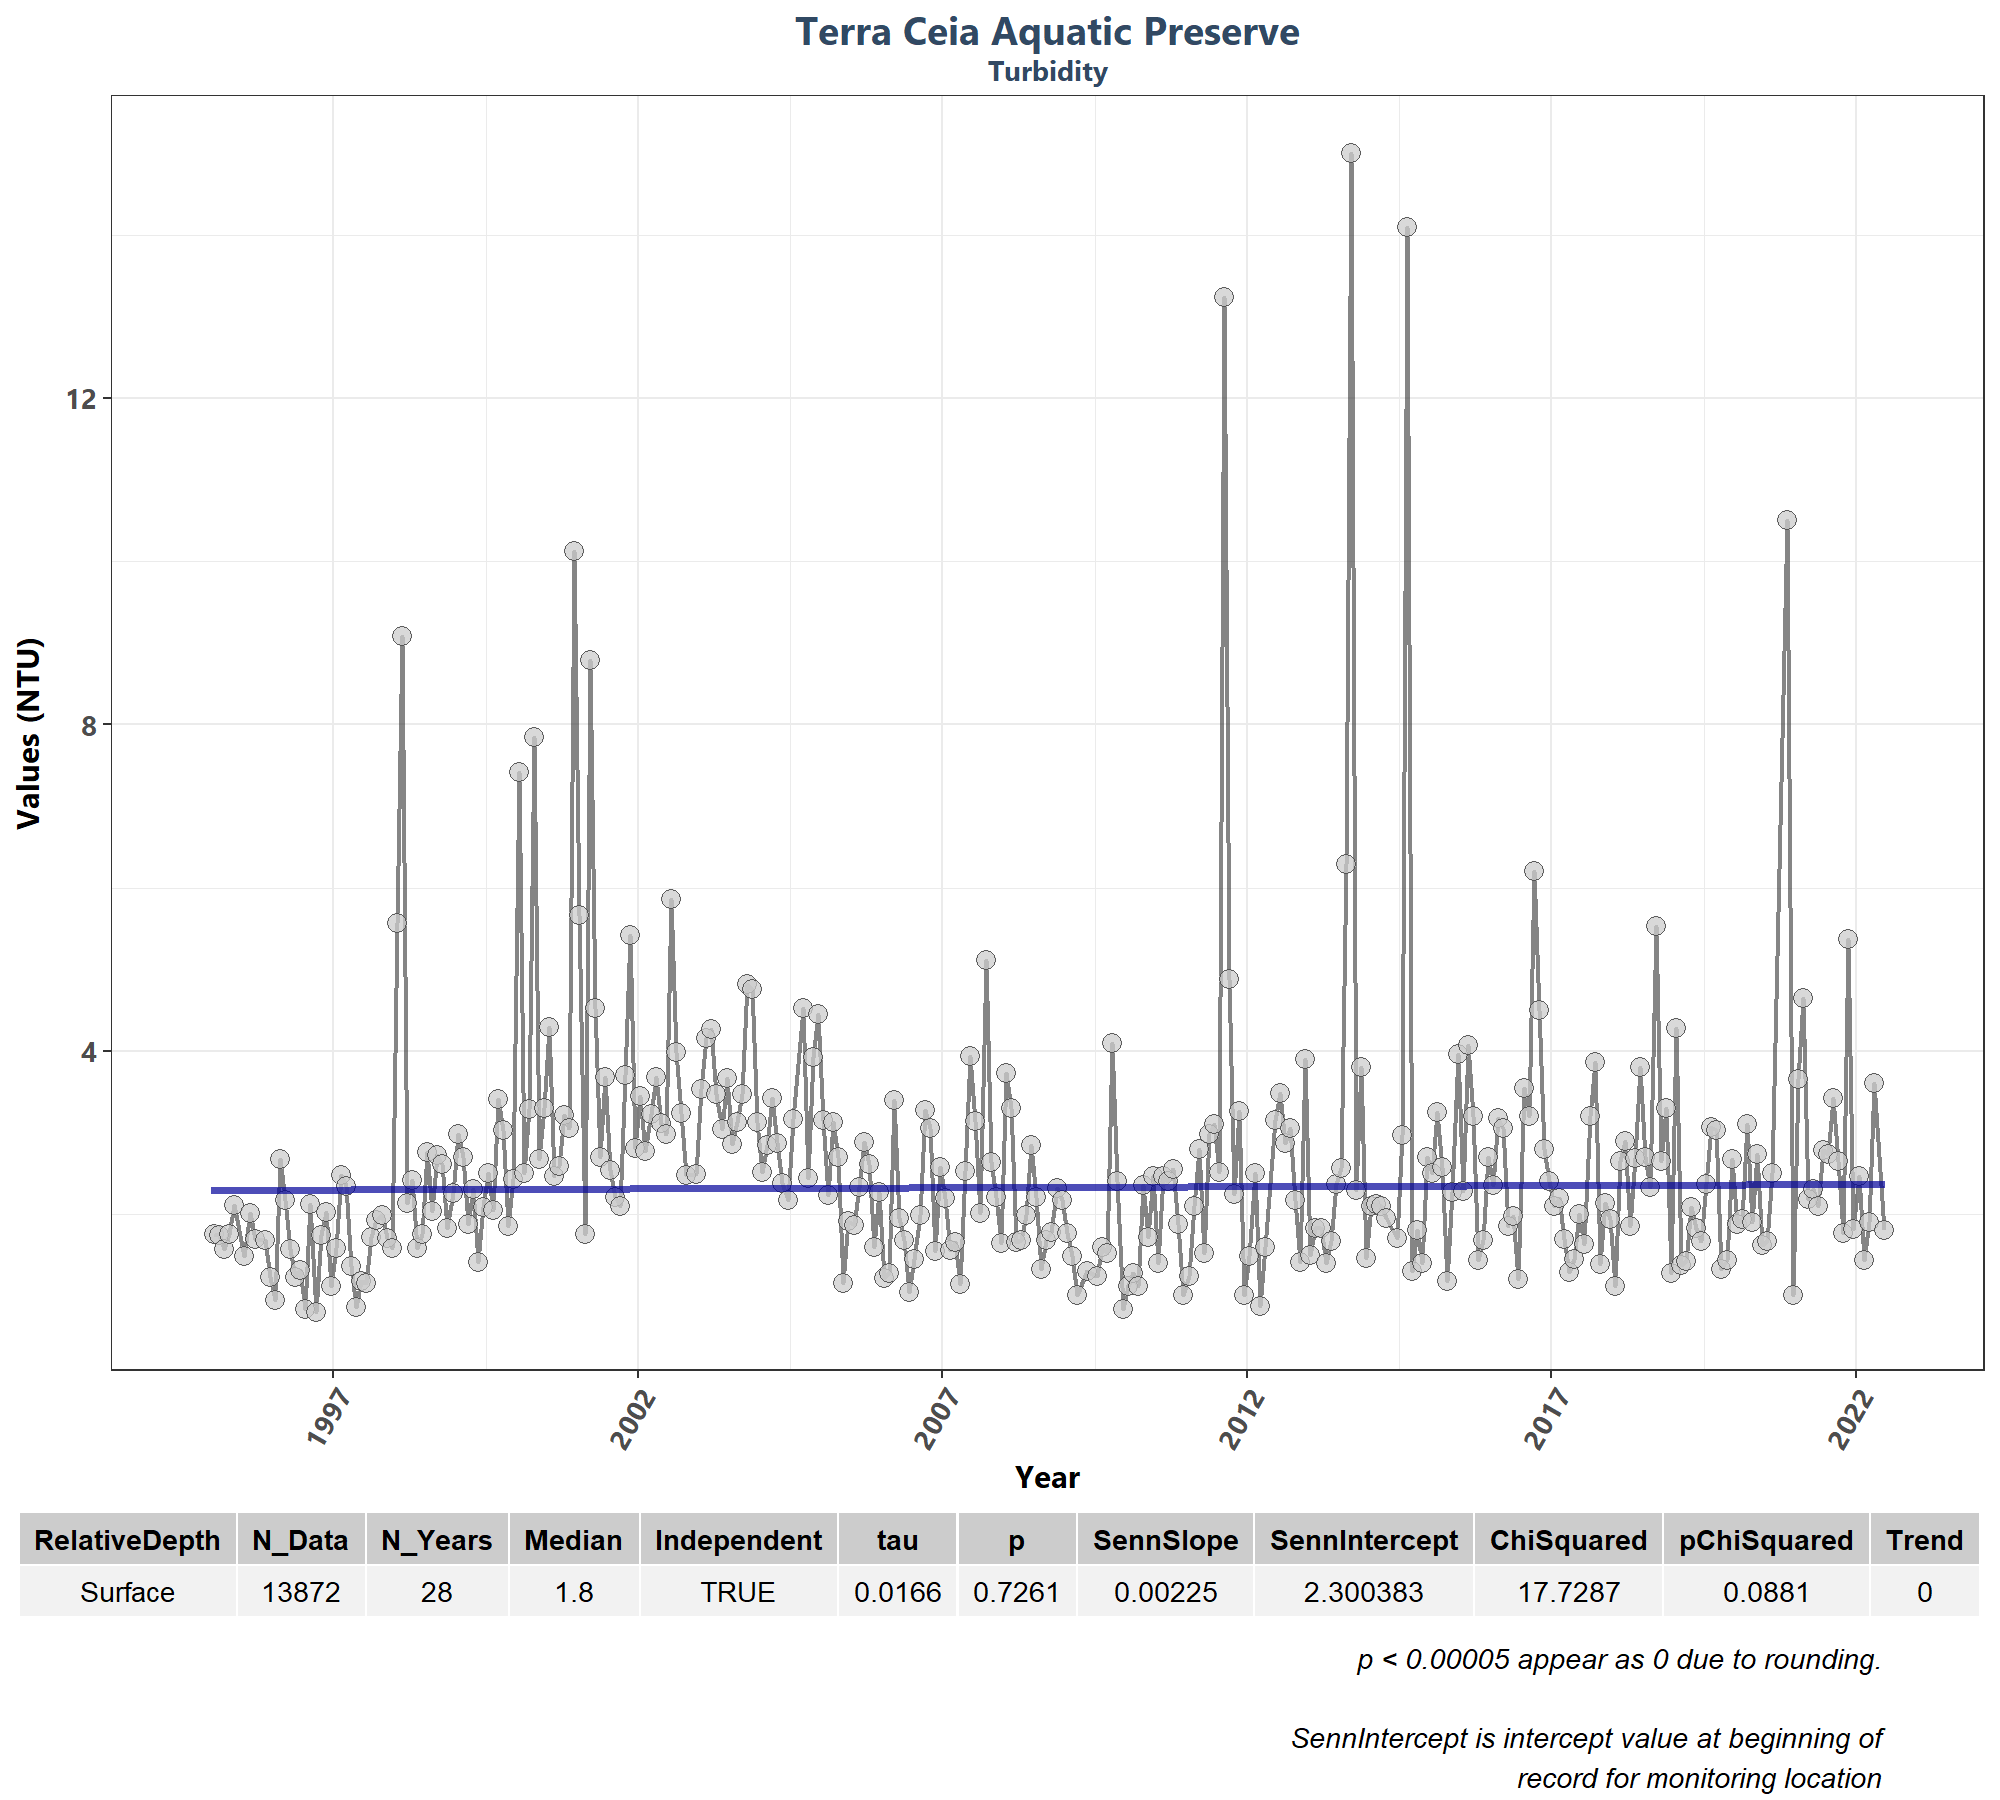 Terra Ceia Aquatic Preserve
Turbidity
Values (NTU)
12
8
4
1997 2002 2007 2012 2017 2022
Year
RelativeDepth N_Data N_Years Median Independent tau p SennSlope SennIntercept ChiSquared pChiSquared Trend
Surface 13872 28 1.8 TRUE 0.0166 0.7261 0.00225 2.300383 17.7287 0.0881 0
p < 0.00005 appear as 0 due to rounding.
SennIntercept is intercept value at beginning of
record for monitoring location